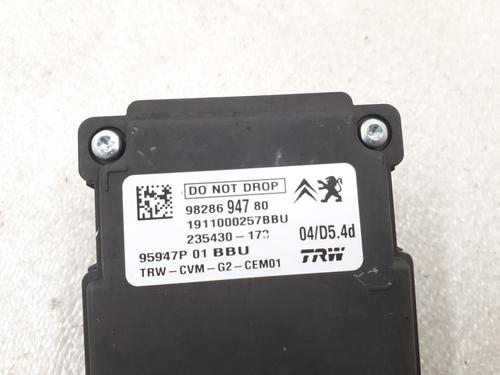 DO NOT DROP
98286 947 80
1911000257BBU
235430-173 04/D5.4d
95947P 01 BBU TRW
TRW-CVM-G2-CEM01